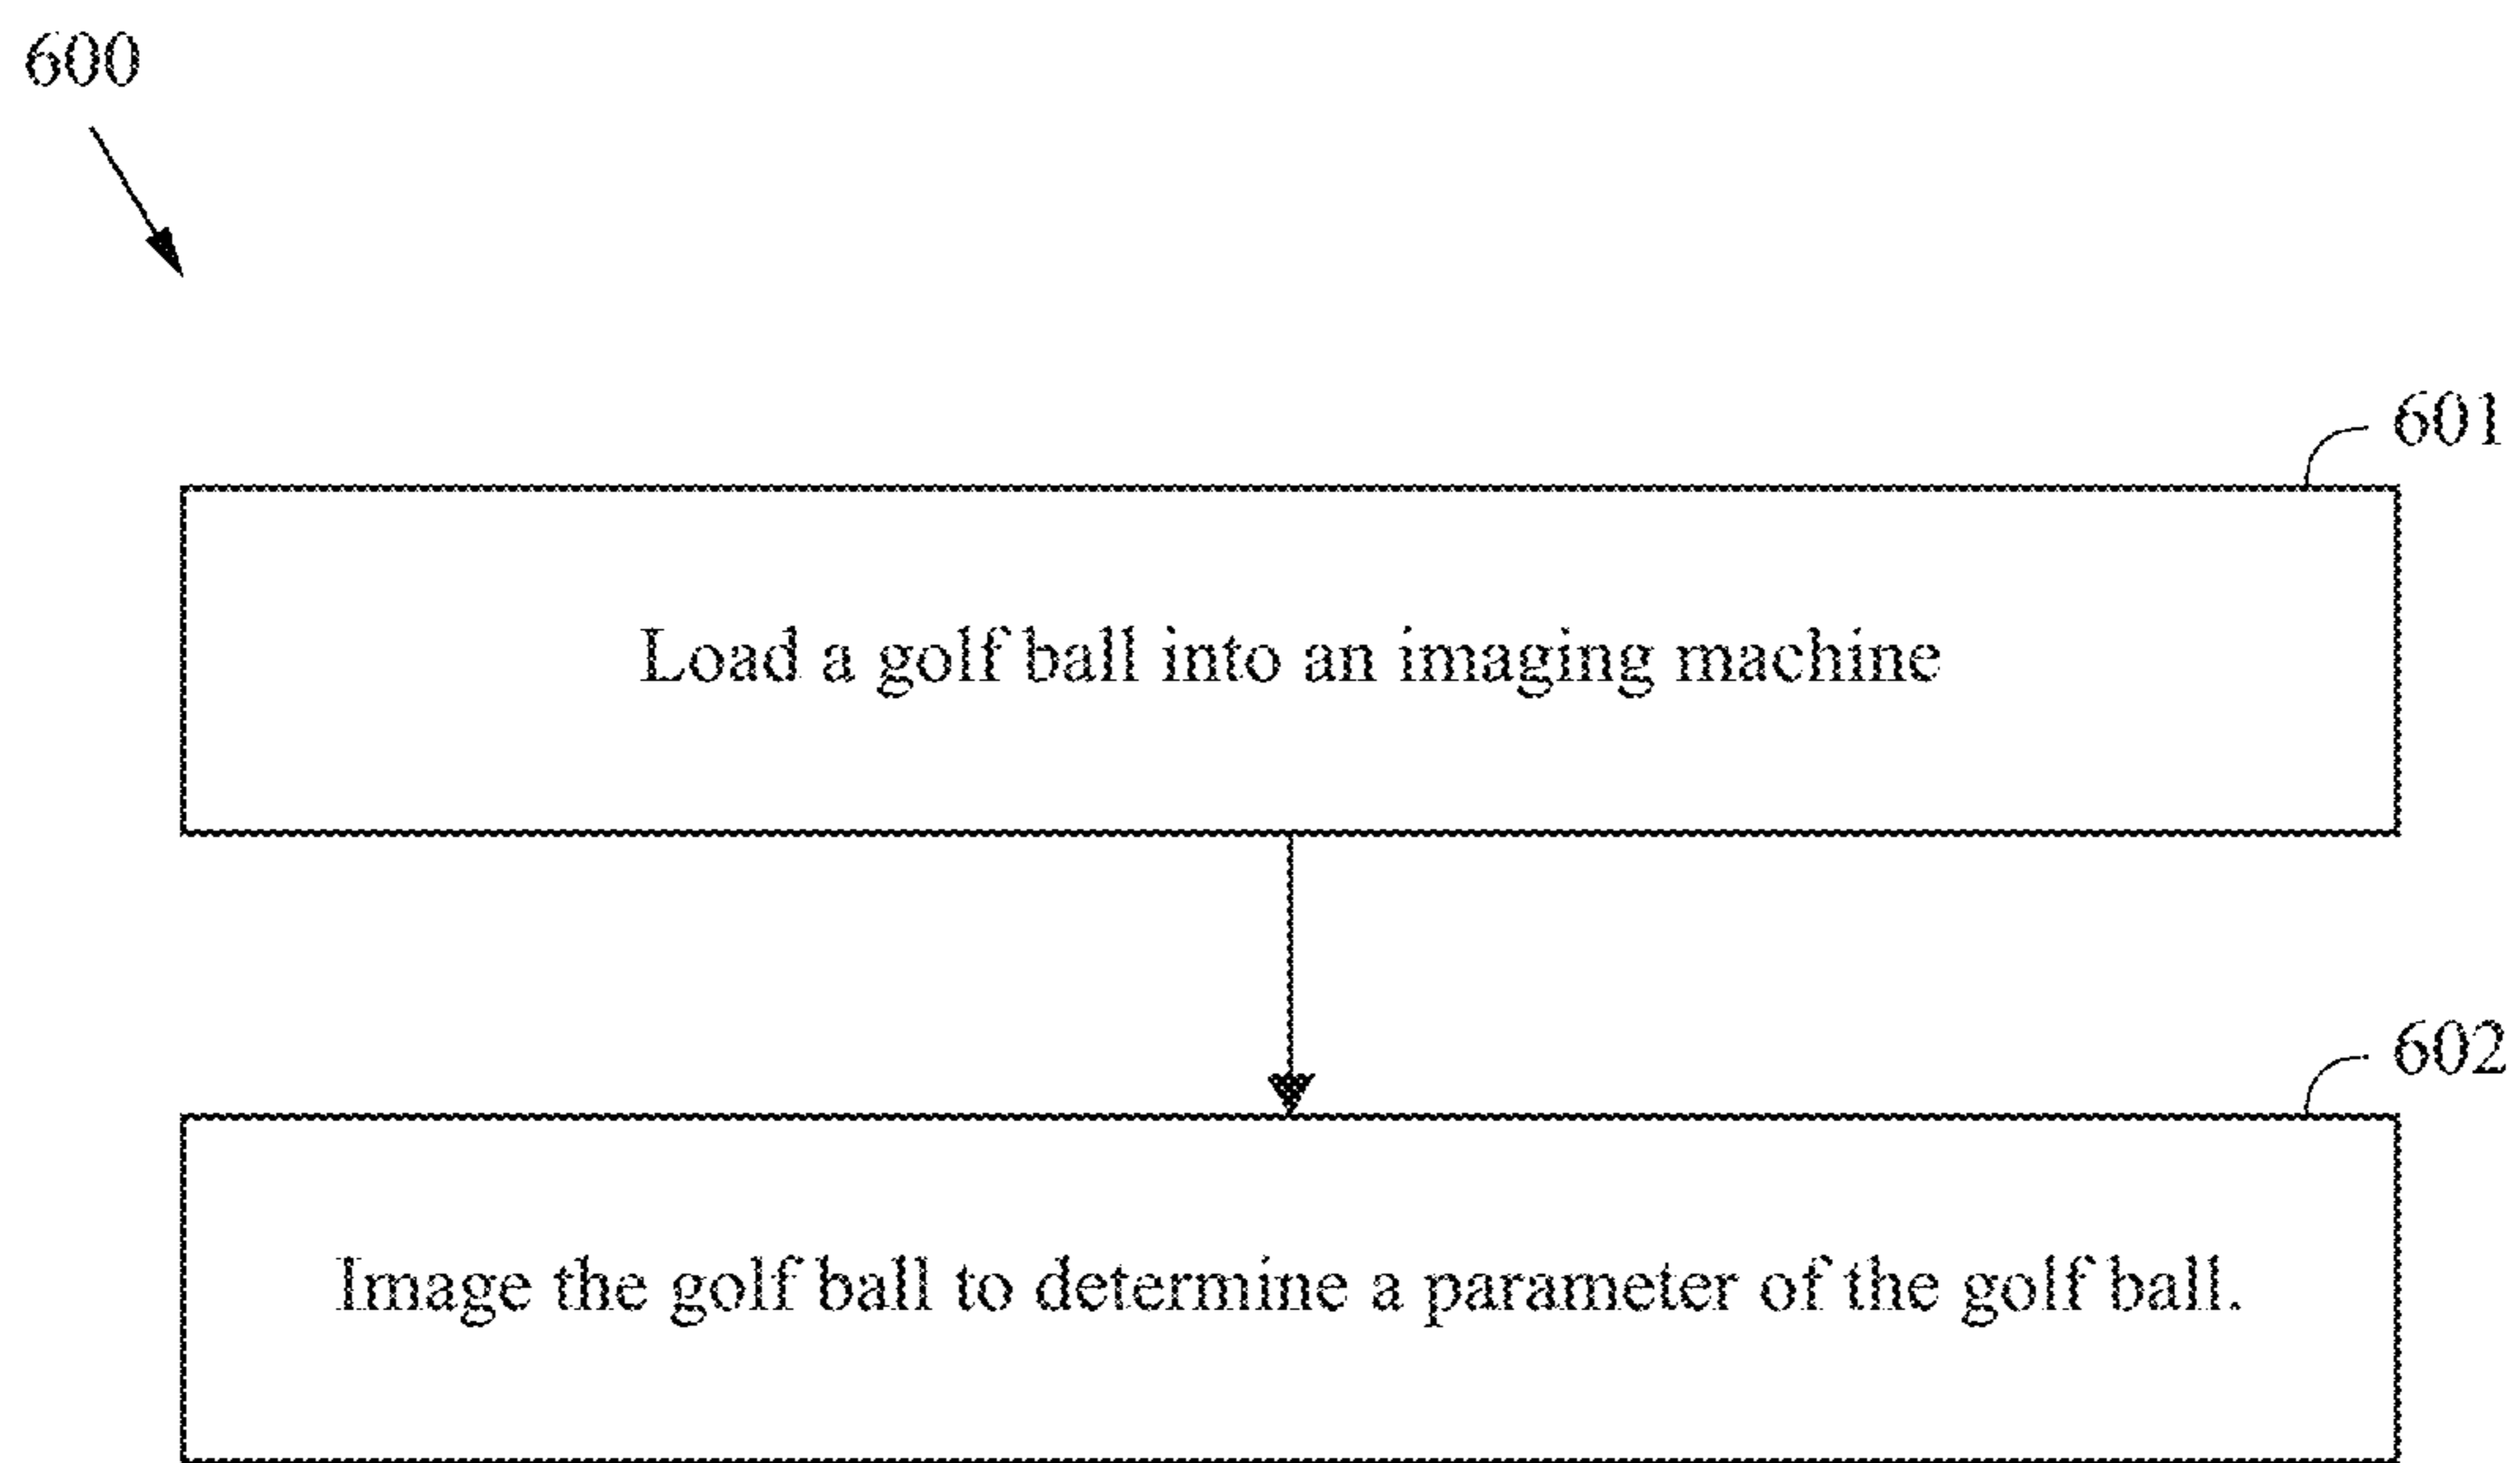 600
601
Load a golf ball into an imaging machine
602
Image the golf ball to determine a parameter of the golf ball.